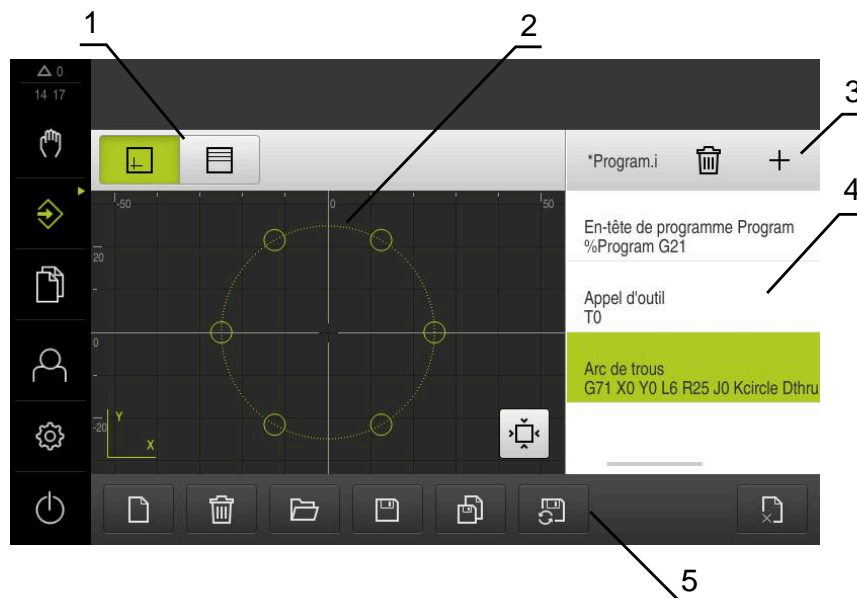 1
2
3
4
5
0
14 17
*Program.i
-50
0
50
20
0
-20
Y
X
En-tête de programme Program
%Program G21
Appel d'outil
T0
Arc de trous
G71 X0 Y0 L6 R25 J0 Kcircle Dthru